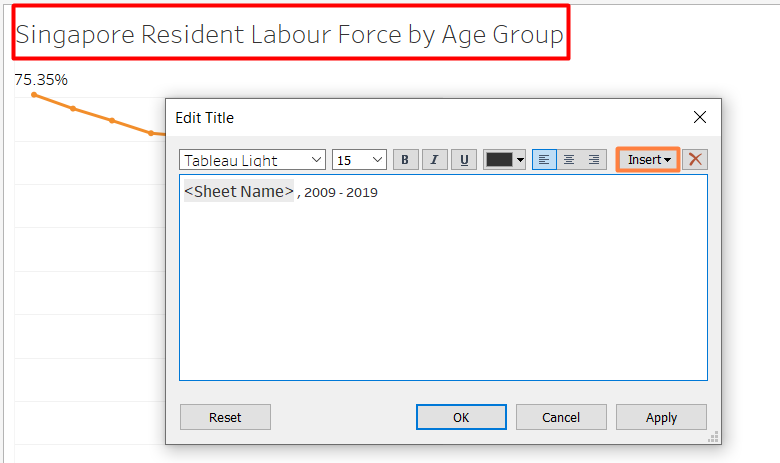 Singapore Resident Labour Force by Age Group
75.35%
Edit Title
Tableau Light 15 B I U Insert
<Sheet Name> , 2009 - 2019
Reset OK Cancel Apply